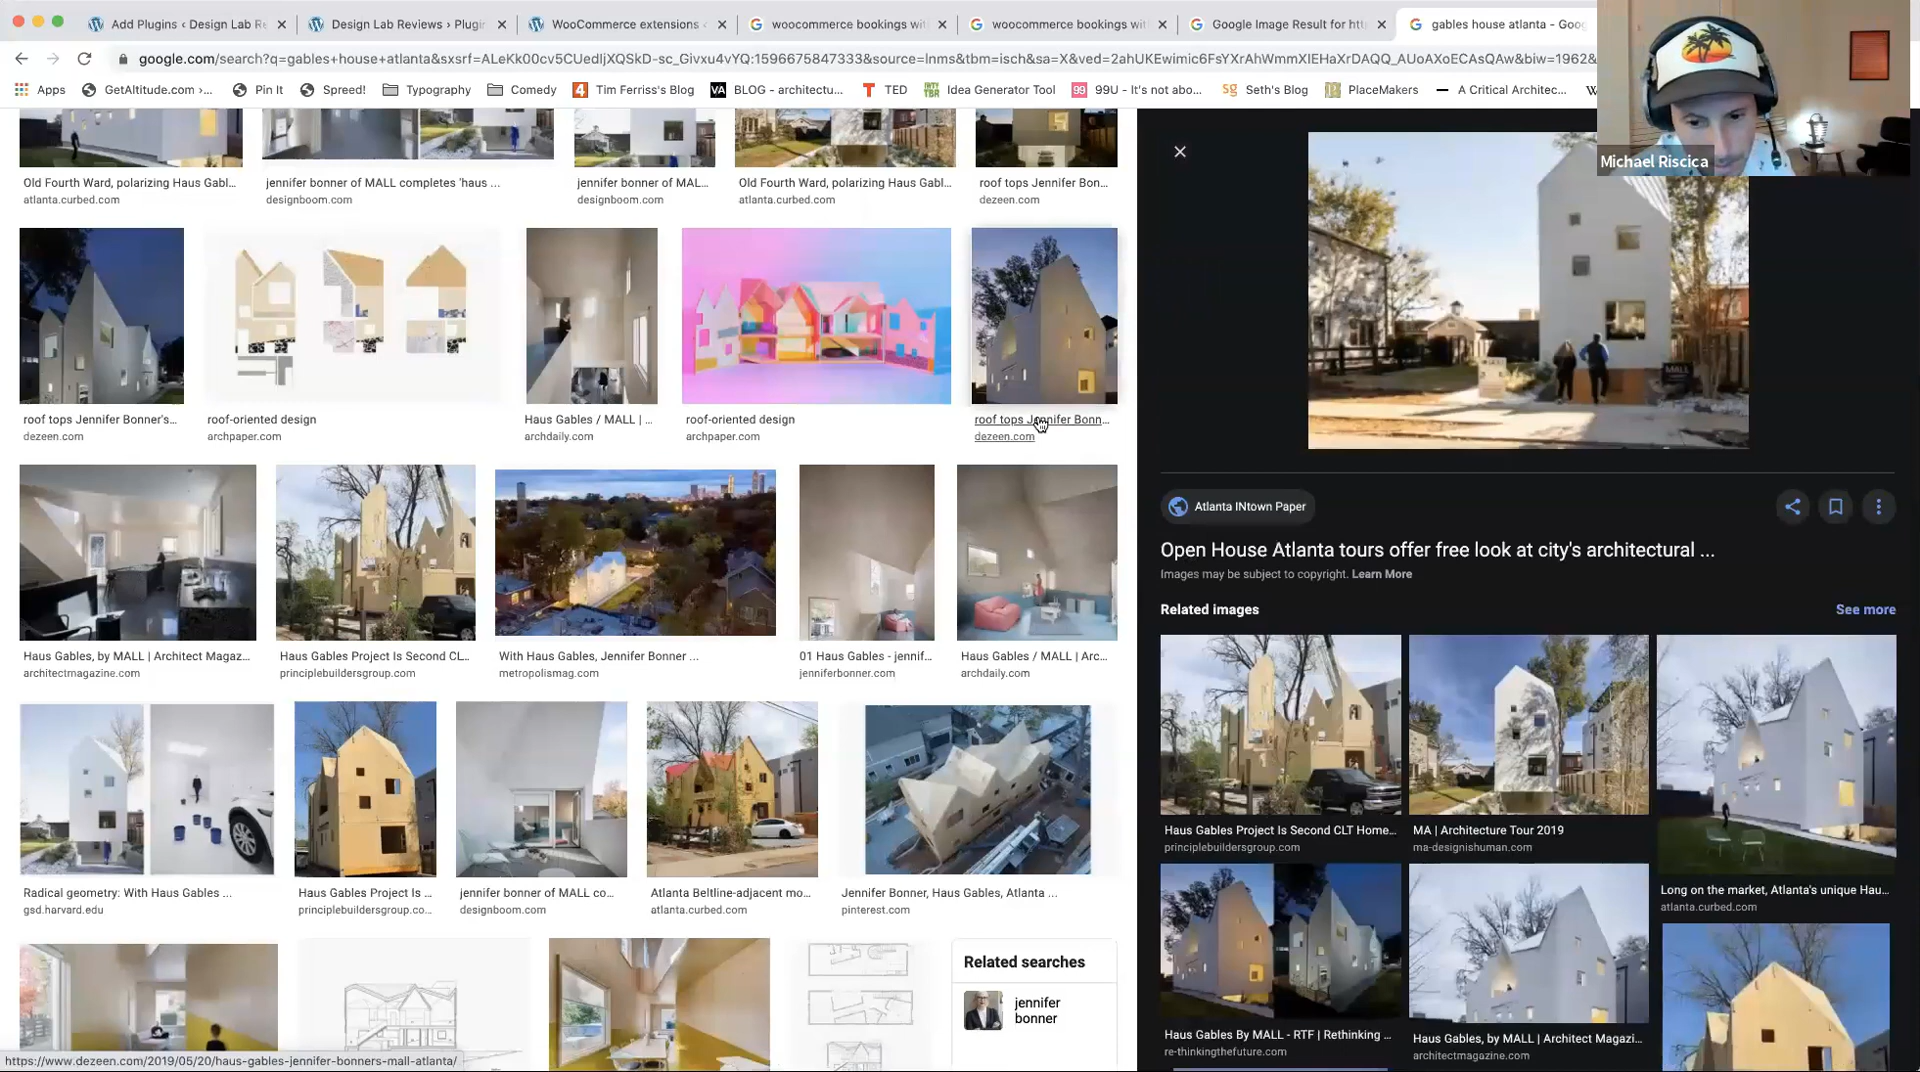 Add Plugins ‹ Design Lab Re
Design Lab Reviews › Plugin
WooCommerce extensions ‹
woocommerce bookings wit
woocommerce bookings wit
Google Image Result for htt
gables house atlanta - Goog
google.com/search?q=gables+house+atlanta&sxsrf=ALeKk00cv5CUedljXQSkD-sc_Givxu4vYQ:1596675847333&source=lnms&tbm=isch&sa=X&ved=2ahUKEwimic6FsYXrAhWmmXIEHaXrDAQQ_AUoAXoECAsQAw&biw=1962&
Apps
GetAltitude.com ›...
Pin It
Spreed!
Typography
Comedy
Tim Ferriss's Blog
BLOG - architectu...
TED
Idea Generator Tool
99U - It's not abo...
Seth's Blog
PlaceMakers
A Critical Architec...
Michael Riscica
Old Fourth Ward, polarizing Haus Gabl...
atlanta.curbed.com
jennifer bonner of MALL completes 'haus ...
designboom.com
jennifer bonner of MAL...
designboom.com
Old Fourth Ward, polarizing Haus Gabl...
atlanta.curbed.com
roof tops Jennifer Bon...
dezeen.com
roof tops Jennifer Bonner's...
dezeen.com
roof-oriented design
archpaper.com
Haus Gables / MALL | ...
archdaily.com
roof-oriented design
archpaper.com
roof tops Jennifer Bonn...
dezeen.com
Haus Gables, by MALL | Architect Magaz...
architectmagazine.com
Haus Gables Project Is Second CL...
principlebuildersgroup.com
With Haus Gables, Jennifer Bonner ...
metropolismag.com
01 Haus Gables - jennif...
jenniferbonner.com
Haus Gables / MALL | Arc...
archdaily.com
Radical geometry: With Haus Gables ...
gsd.harvard.edu
Haus Gables Project Is ...
principlebuildersgroup.co...
jennifer bonner of MALL co...
designboom.com
Atlanta Beltline-adjacent mo...
atlanta.curbed.com
Jennifer Bonner, Haus Gables, Atlanta ...
pinterest.com
Related searches
jennifer
bonner
https://www.dezeen.com/2019/05/20/haus-gables-jennifer-bonners-mall-atlanta/
MALL
Atlanta INtown Paper
Open House Atlanta tours offer free look at city's architectural ...
Images may be subject to copyright. Learn More
Related images
See more
Haus Gables Project Is Second CLT Home...
principlebuildersgroup.com
MA | Architecture Tour 2019
ma-designishuman.com
Long on the market, Atlanta's unique Hau...
atlanta.curbed.com
Haus Gables By MALL - RTF | Rethinking ...
re-thinkingthefuture.com
Haus Gables, by MALL | Architect Magazi...
architectmagazine.com